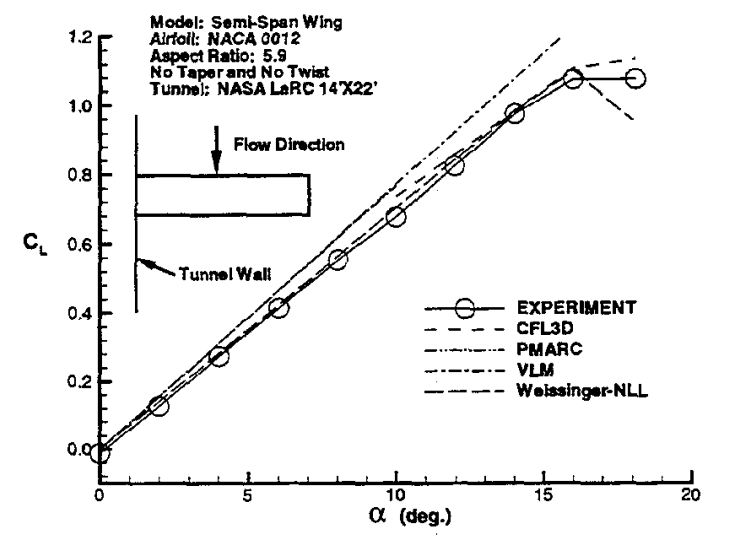 Model: Semi-Span Wing
Airfoil: NACA 0012
Aspect Ratio: 5.9
No Taper and No Twist
Tunnel: NASA LaRC 14'X22'
1.2
1.0
0.8
0.6
0.4
0.2
0.0
Flow Direction
CL
Tunnel Wall
EXPERIMENT
CFL3D
PMARC
VLM
Weissinger-NLL
0
5
10
15
20
α (deg.)